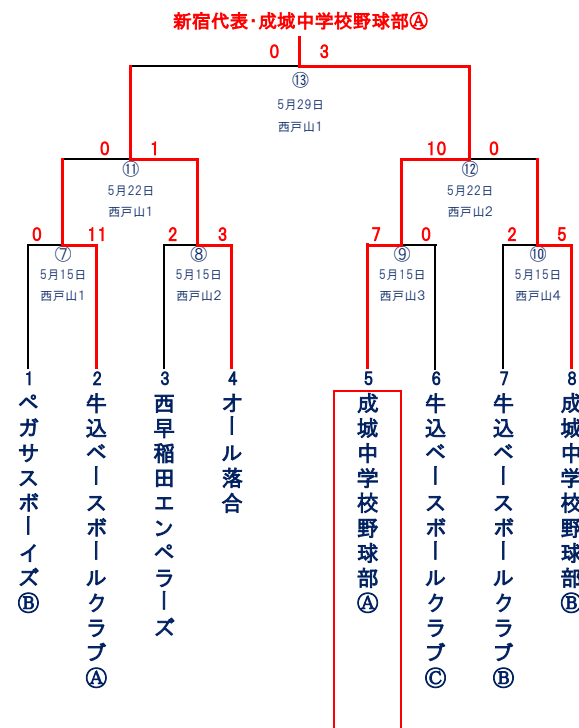 新宿代表・成城中学校野球部Ⓐ
0 3
⑬
5月29日
西戸山1
0 1
10 0
⑪
5月22日
西戸山1
⑫
5月22日
西戸山2
0 11
2 3
7 0
2 5
⑦
5月15日
西戸山1
⑧
5月15日
西戸山2
⑨
5月15日
西戸山3
⑩
5月15日
西戸山4
1
ペガサスボーイズⒷ
2
牛込ベースボールクラブⒶ
3
西早稲田エンペラーズ
4
オール落合
5
成城中学校野球部Ⓐ
6
牛込ベースボールクラブⒸ
7
牛込ベースボールクラブⒷ
8
成城中学校野球部Ⓑ